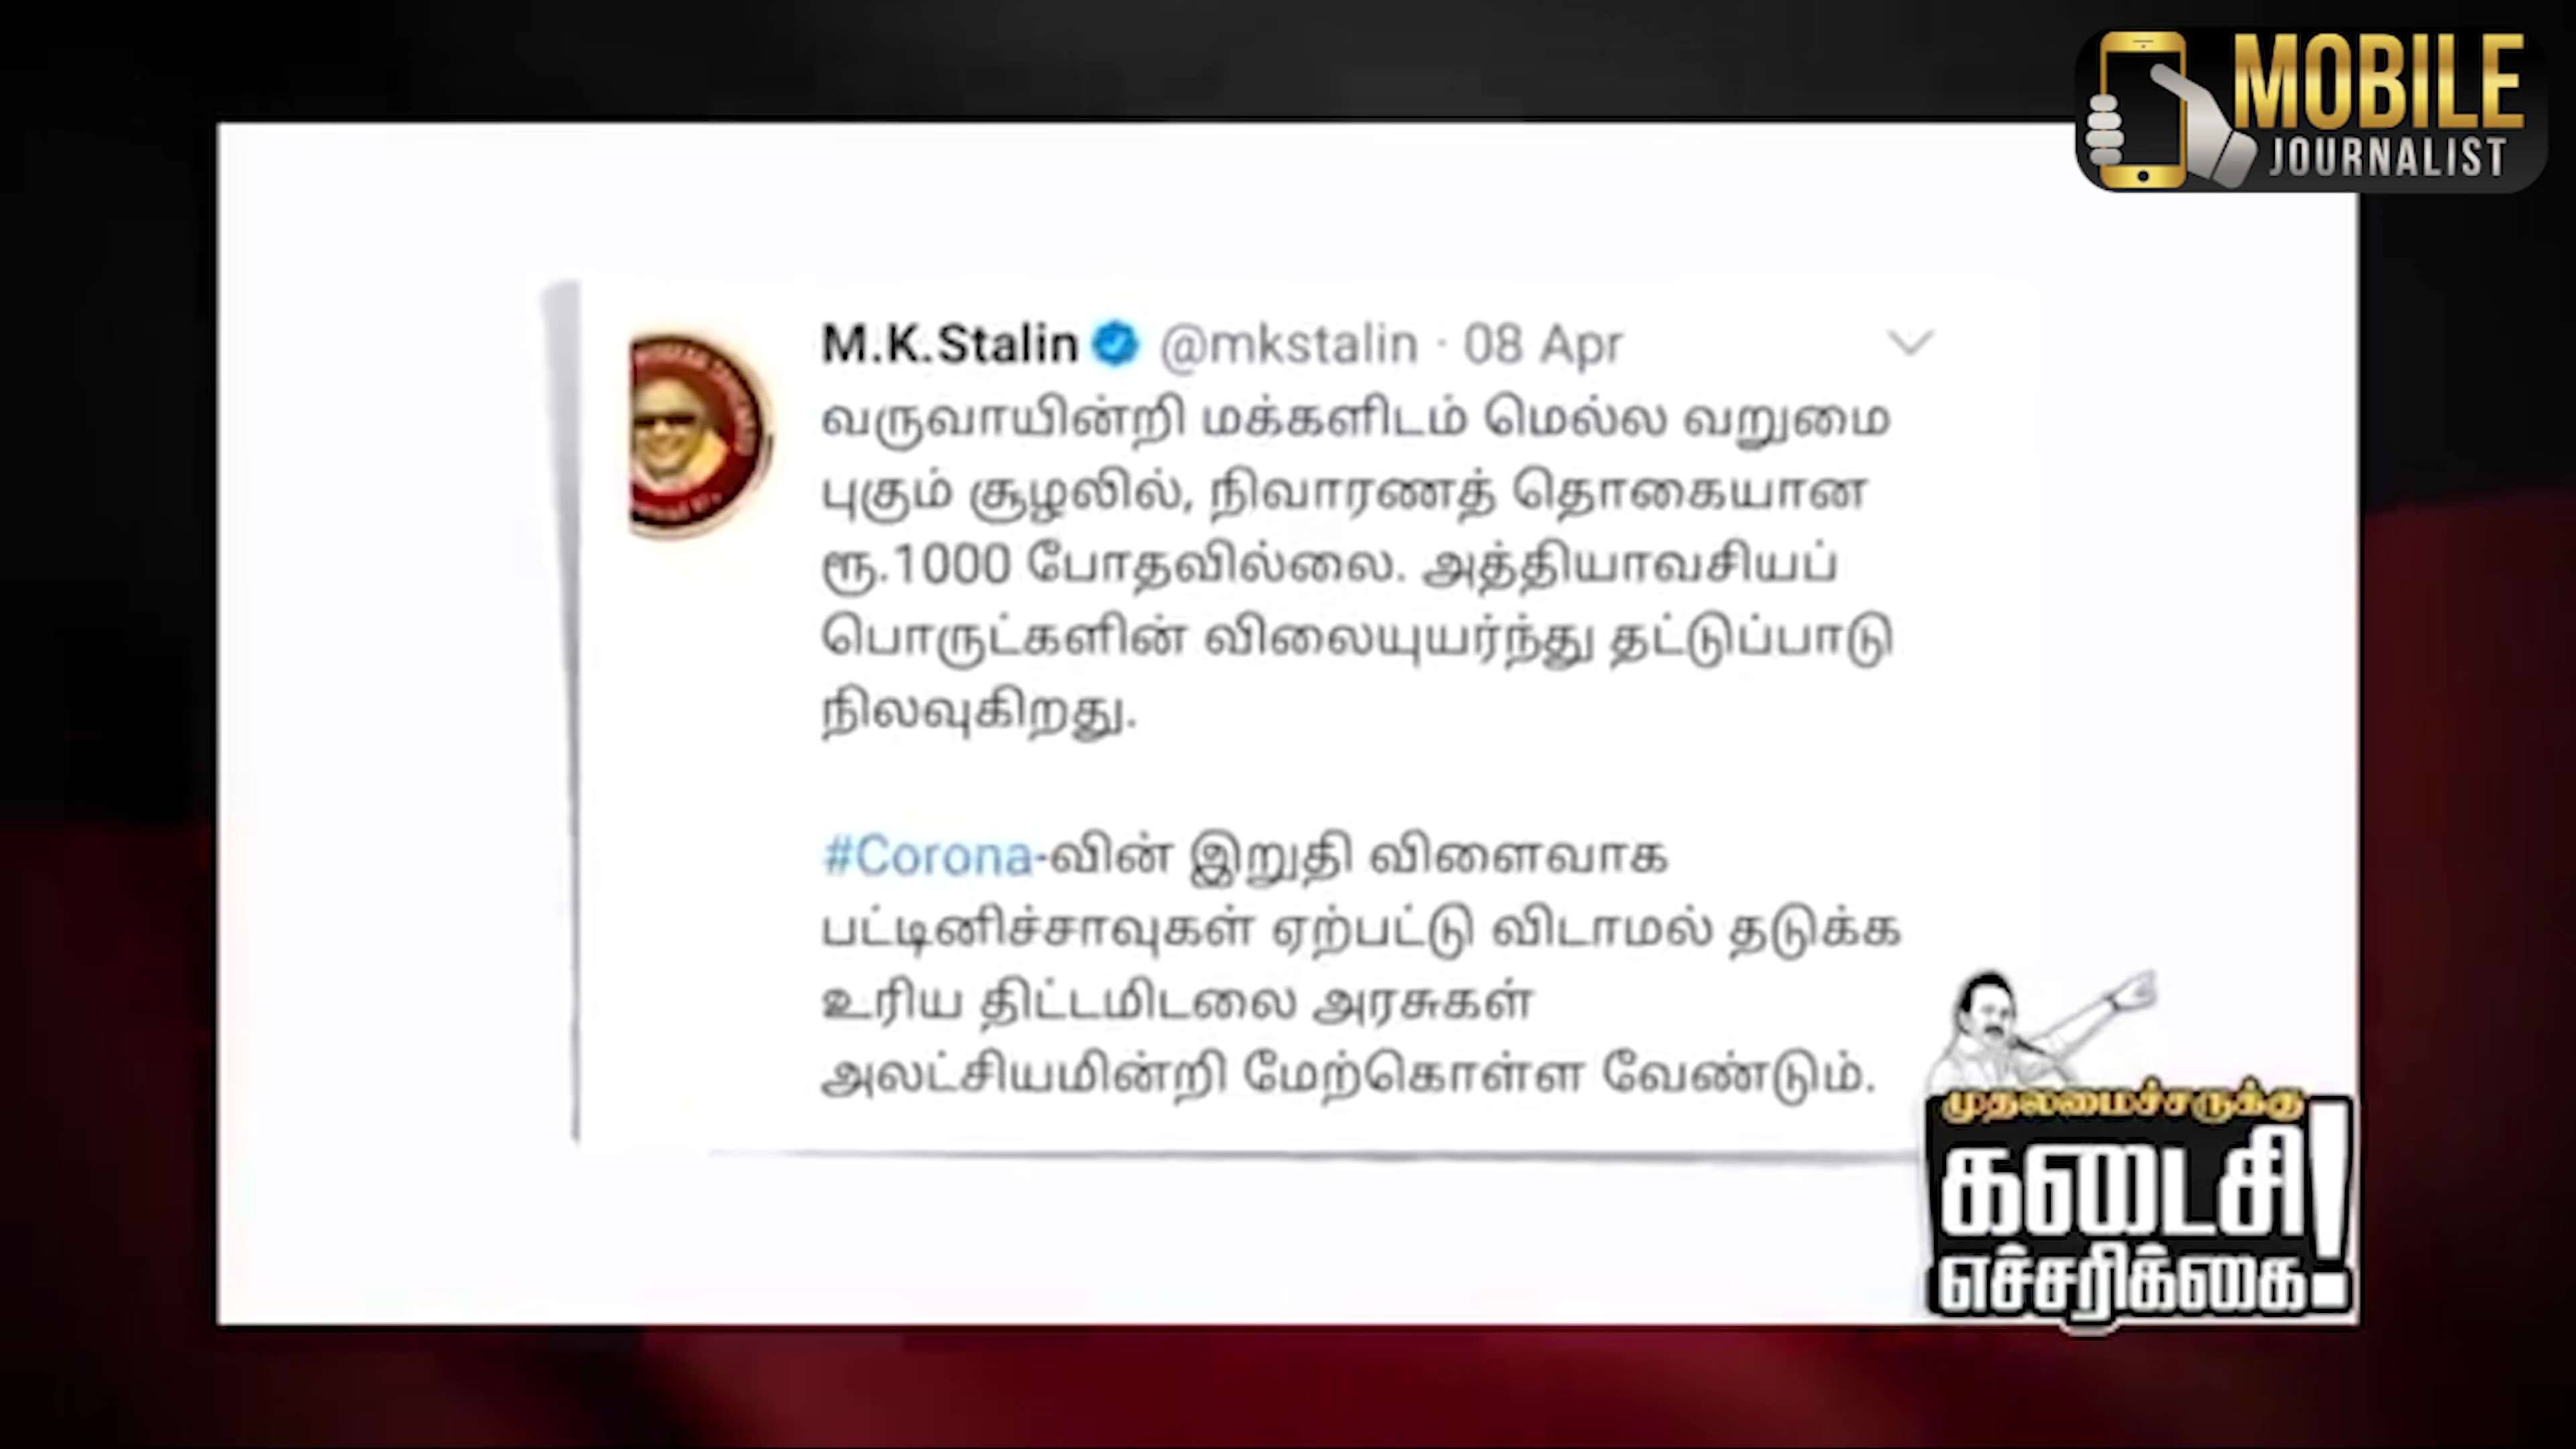 MOBILE
JOURNALIST
M.K.Stalin @mkstalin · 08 Apr
வருவாயின்றி மக்களிடம் மெல்ல வறுமை
புகும் சூழலில், நிவாரணத் தொகையான
ரூ.1000 போதவில்லை. அத்தியாவசியப்
பொருட்களின் விலையுயர்ந்து தட்டுப்பாடு
நிலவுகிறது.
#Corona-வின் இறுதி விளைவாக
பட்டினிச்சாவுகள் ஏற்பட்டு விடாமல் தடுக்க
உரிய திட்டமிடலை அரசுகள்
அலட்சியமின்றி மேற்கொள்ள வேண்டும்.
முதலமைச்சருக்கு
கடைசி
எச்சரிக்கை!